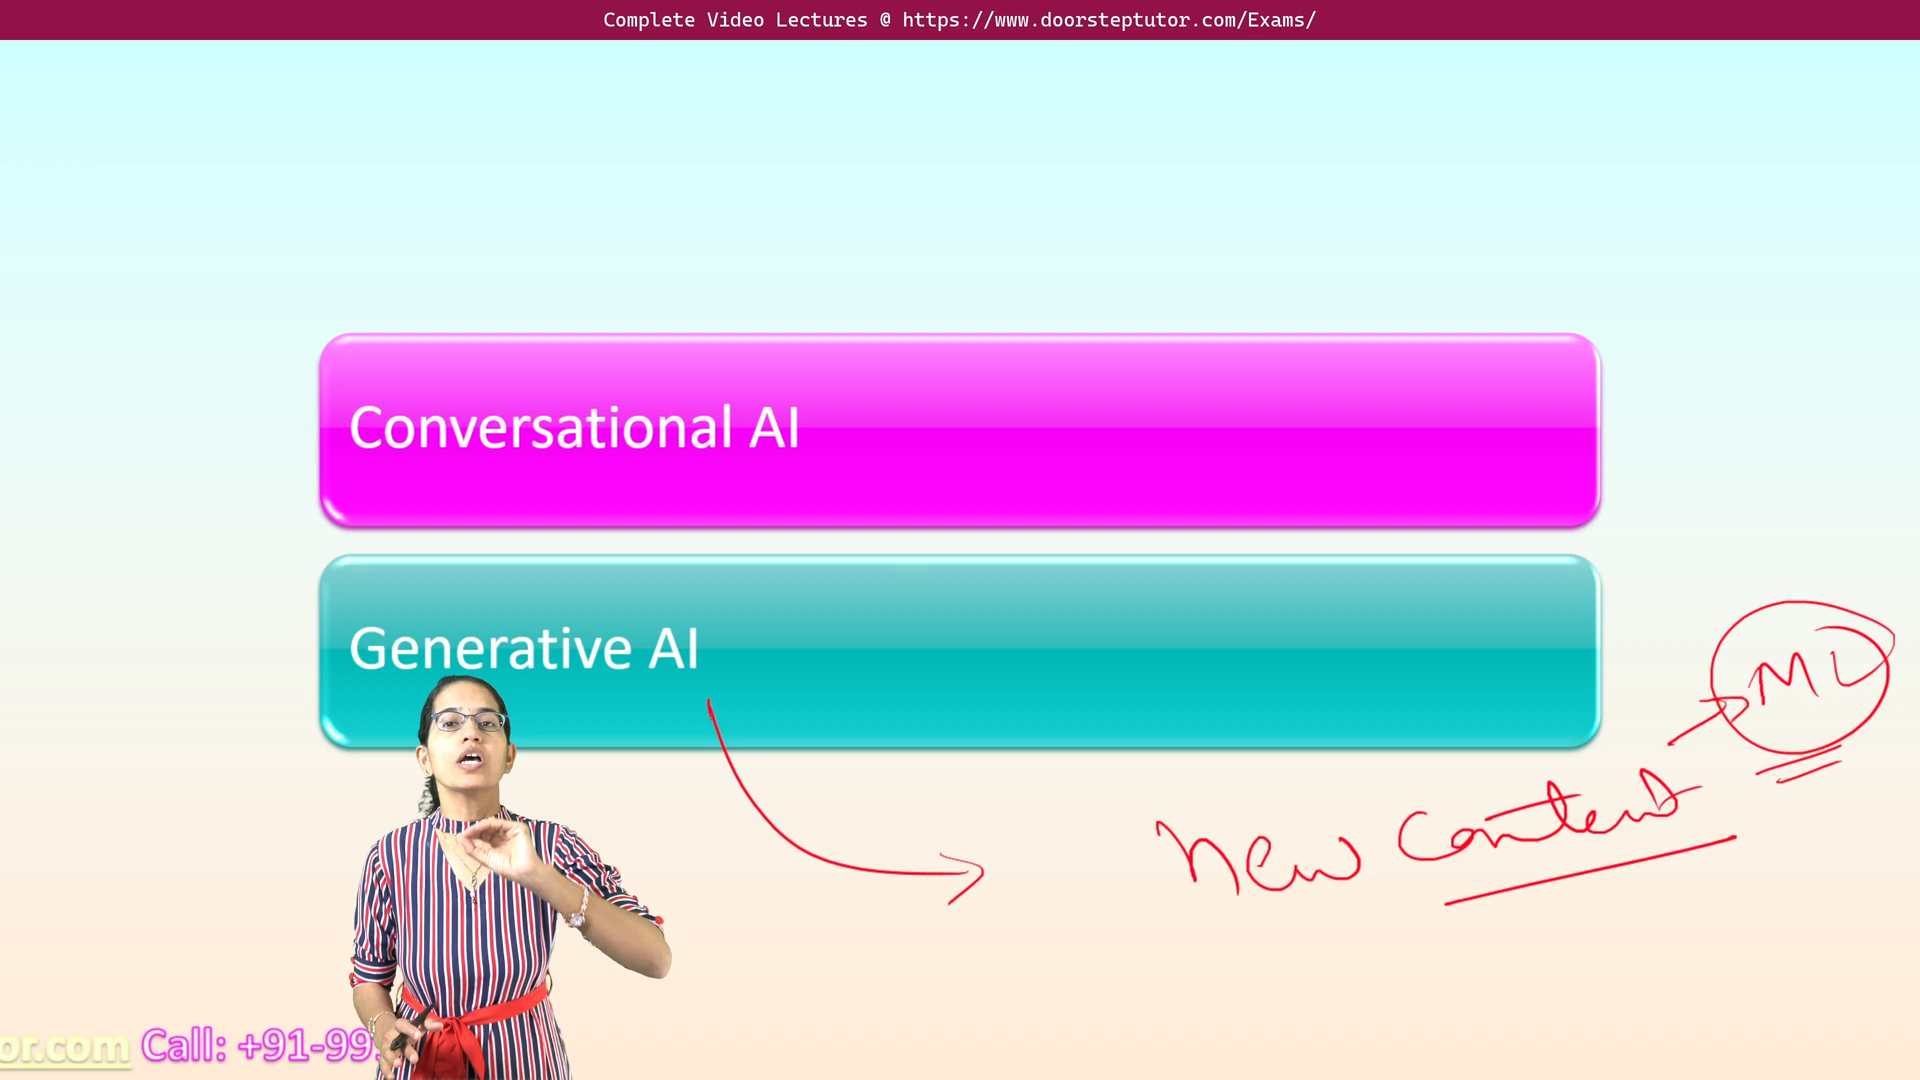 Complete Video Lectures @ https://www.doorsteptutor.com/Exams/
Conversational AI
Generative AI
ML
New Content
or.com Call: +91-99